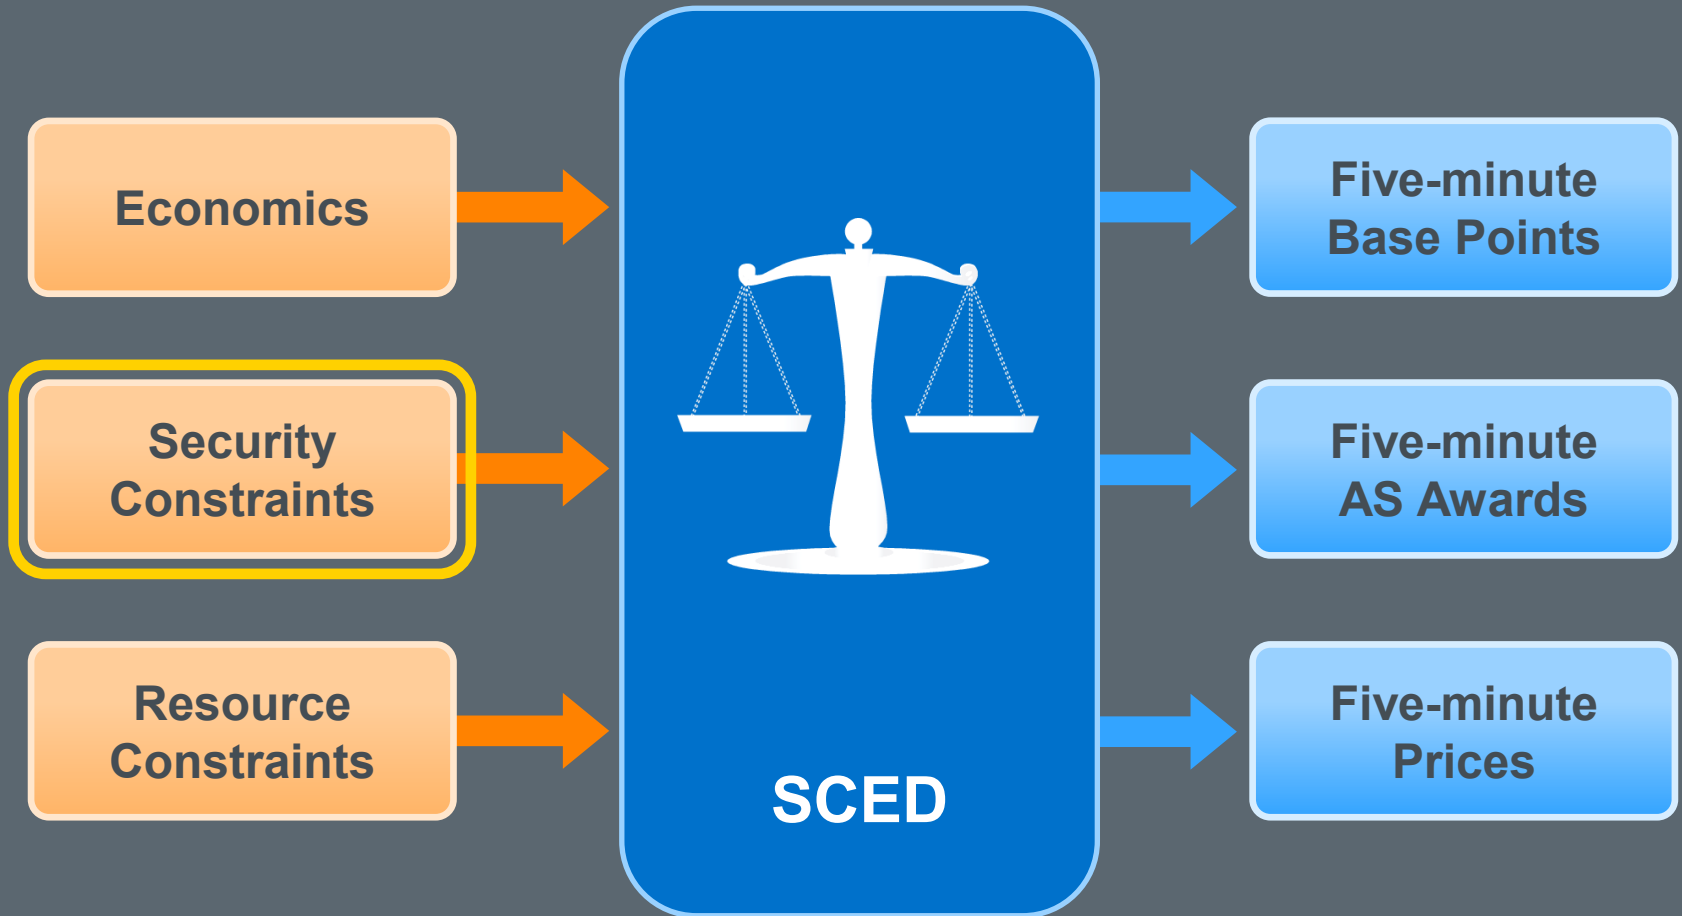 Economics
Security
Constraints
Resource
Constraints
SCED
Five-minute
Base Points
Five-minute
AS Awards
Five-minute
Prices